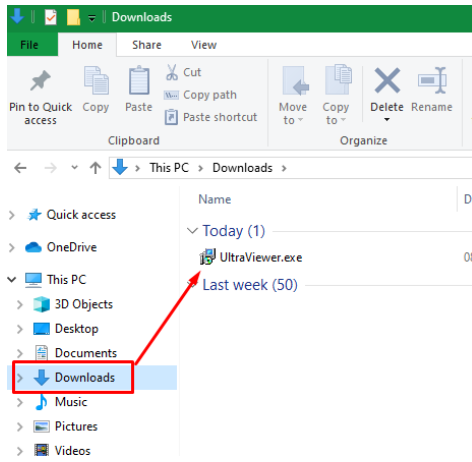 Downloads
File Home Share View
Pin to Quick access
Copy
Paste
Cut
Copy path
Paste shortcut
Move to
Copy to
Delete
Rename
Clipboard
Organize
This PC > Downloads >
Name
D
Today (1)
UltraViewer.exe
08
Last week (50)
Quick access
OneDrive
This PC
3D Objects
Desktop
Documents
Downloads
Music
Pictures
Videos